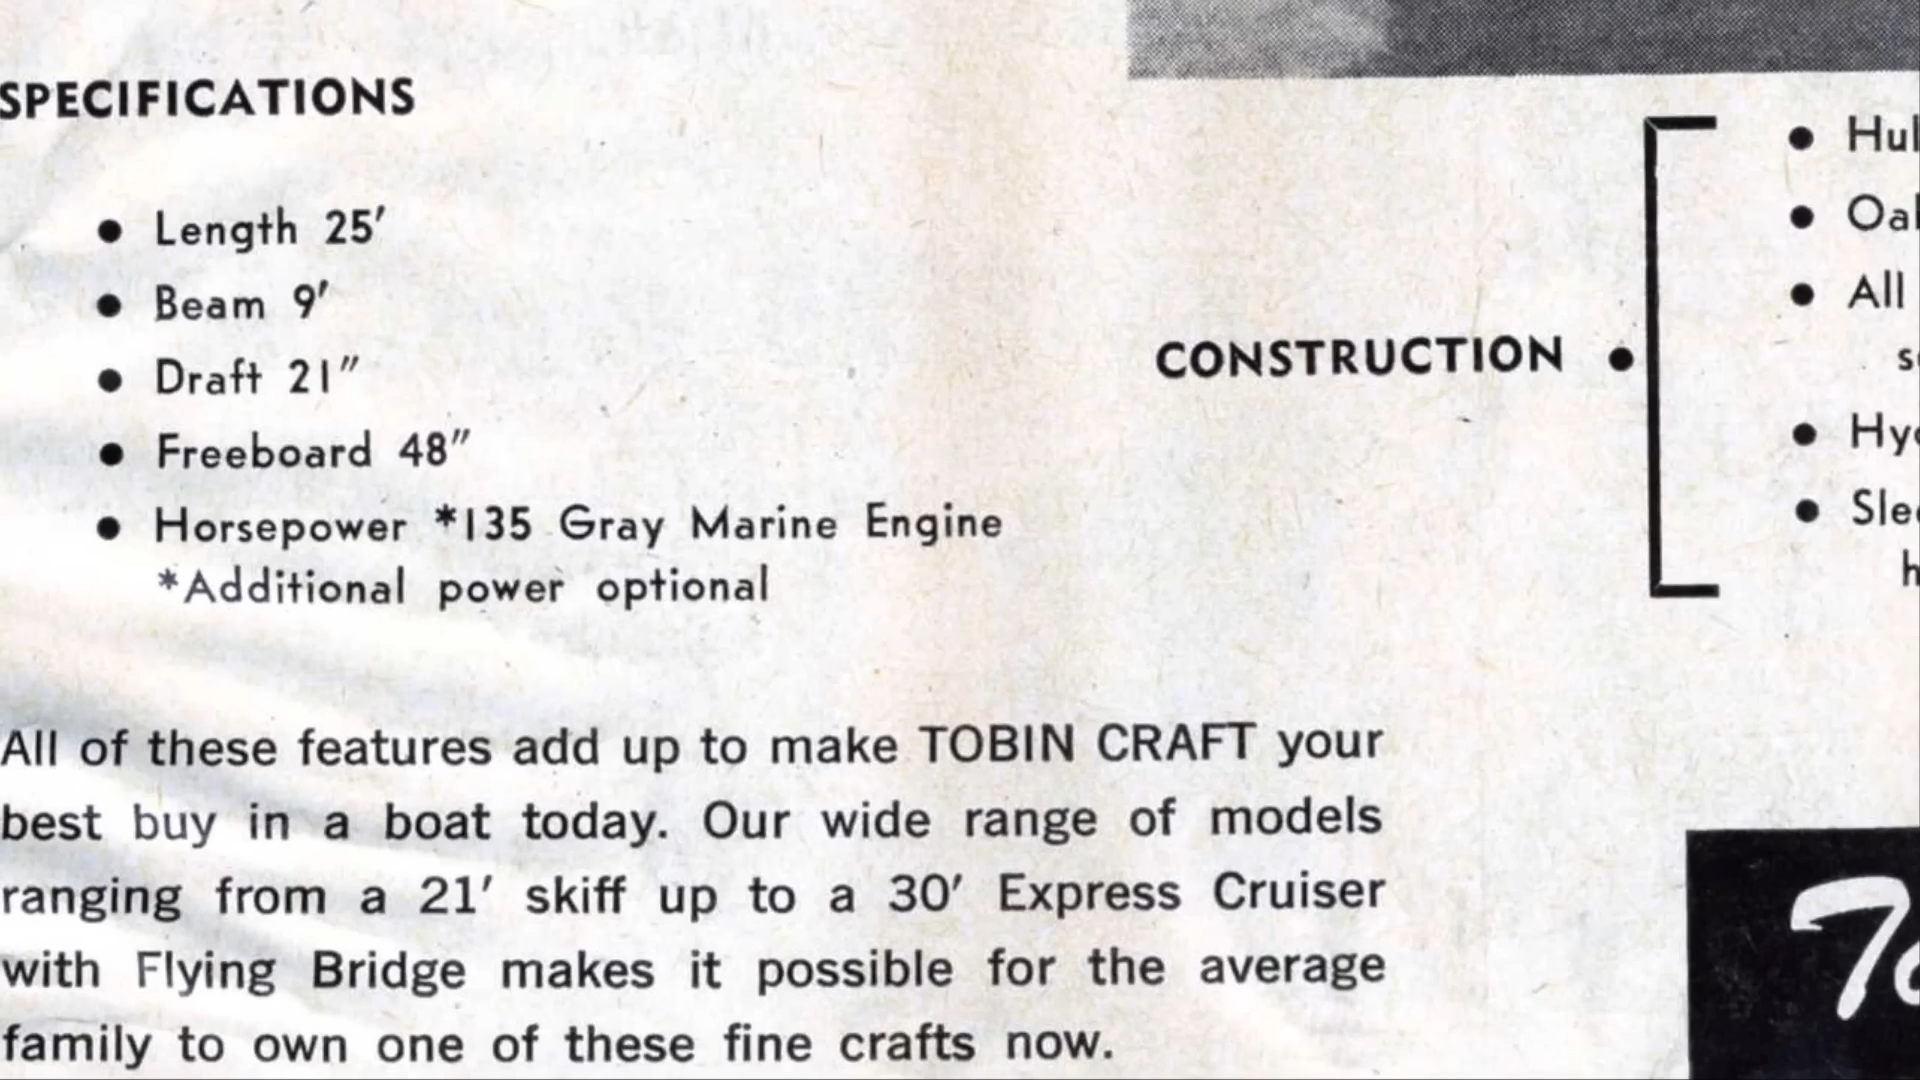 SPECIFICATIONS
• Length 25′
• Beam 9′
• Draft 21″
• Freeboard 48″
• Horsepower *135 Gray Marine Engine
*Additional power optional
CONSTRUCTION •
• All
All of these features add up to make TOBIN CRAFT your
best buy in a boat today. Our wide range of models
ranging from a 21′ skiff up to a 30′ Express Cruiser
with Flying Bridge makes it possible for the average
family to own one of these fine crafts now.